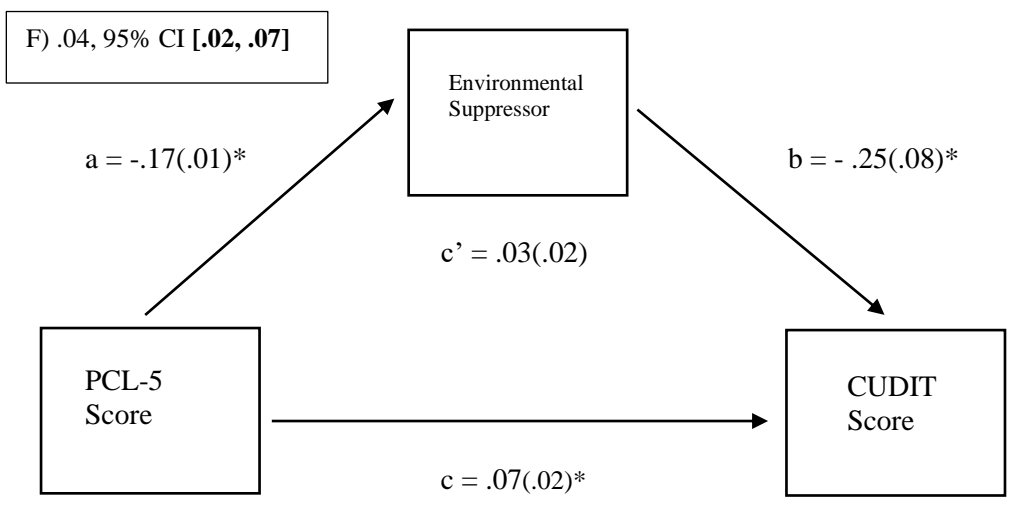 F) .04, 95% CI [.02, .07]
Environmental
Suppressor
a = -.17(.01)*
b = - .25(.08)*
c’ = .03(.02)
PCL-5
Score
CUDIT
Score
c = .07(.02)*